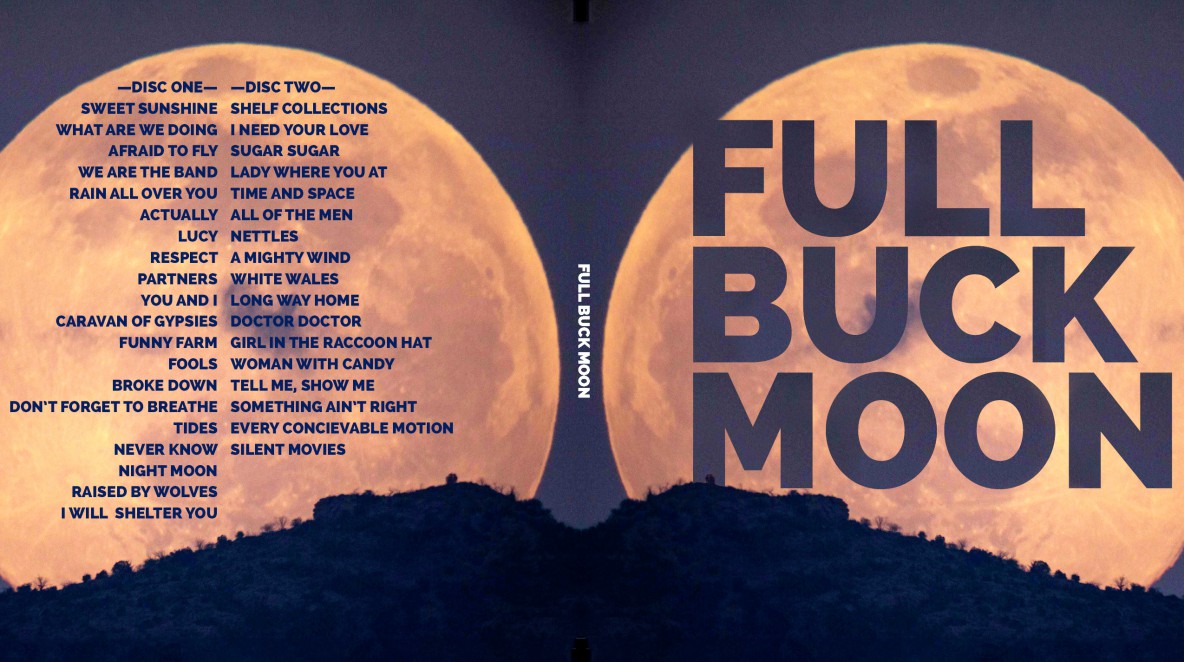 —DISC ONE—
SWEET SUNSHINE
WHAT ARE WE DOING
AFRAID TO FLY
WE ARE THE BAND
RAIN ALL OVER YOU
ACTUALLY
LUCY
RESPECT
PARTNERS
YOU AND I
CARAVAN OF GYPSIES
FUNNY FARM
FOOLS
BROKE DOWN
DON'T FORGET TO BREATHE
TIDES
NEVER KNOW
NIGHT MOON
RAISED BY WOLVES
I WILL SHELTER YOU
—DISC TWO—
SHELF COLLECTIONS
I NEED YOUR LOVE
SUGAR SUGAR
LADY WHERE YOU AT
TIME AND SPACE
ALL OF THE MEN
NETTLES
A MIGHTY WIND
WHITE WALES
LONG WAY HOME
DOCTOR DOCTOR
GIRL IN THE RACCOON HAT
WOMAN WITH CANDY
TELL ME, SHOW ME
SOMETHING AIN'T RIGHT
EVERY CONCIEVABLE MOTION
SILENT MOVIES
FULL BUCK MOON
FULL
BUCK
MOON